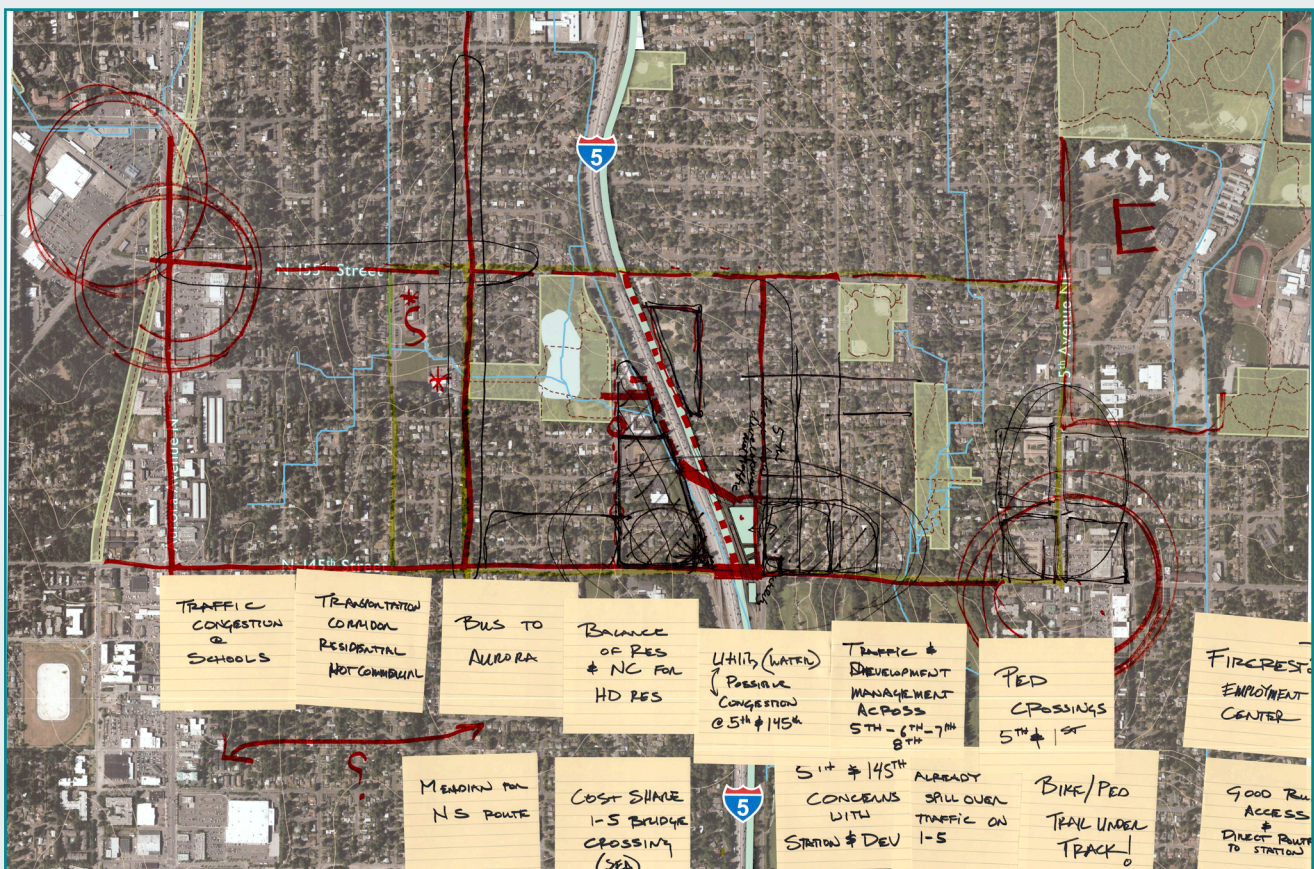 5
N 155th Street
E
S
5th Avenue NE
5th
N 145th Street
TRAFFIC
CONGESTION
@
SCHOOLS
TRANSPORTATION
CORRIDOR
RESIDENTIAL
NOT COMMERCIAL
BUS TO
AURORA
BALANCE
OF RES
& NC FOR
HD RES
Utility (WATER)
POSSIBLE
CONGESTION
@ 5th & 145th
TRAFFIC &
DEVELOPMENT
MANAGEMENT
ACROSS
5TH - 6TH - 7TH
8TH
PED
CROSSINGS
5TH & 1ST
FIRCREST
EMPLOYMENT
CENTER
?
MERIDIAN FOR
NS ROUTE
COST SHARE
I-5 BRIDGE
CROSSING
(SEA)
5
5TH & 145TH
CONCERNS
WITH
STATION & DEV
ALREADY
SPILL OVER
TRAFFIC ON
I-5
BIKE/PED
TRAIL UNDER
TRACK!
GOOD
ACCESS
&
DIRECT ROUTE
TO STATION